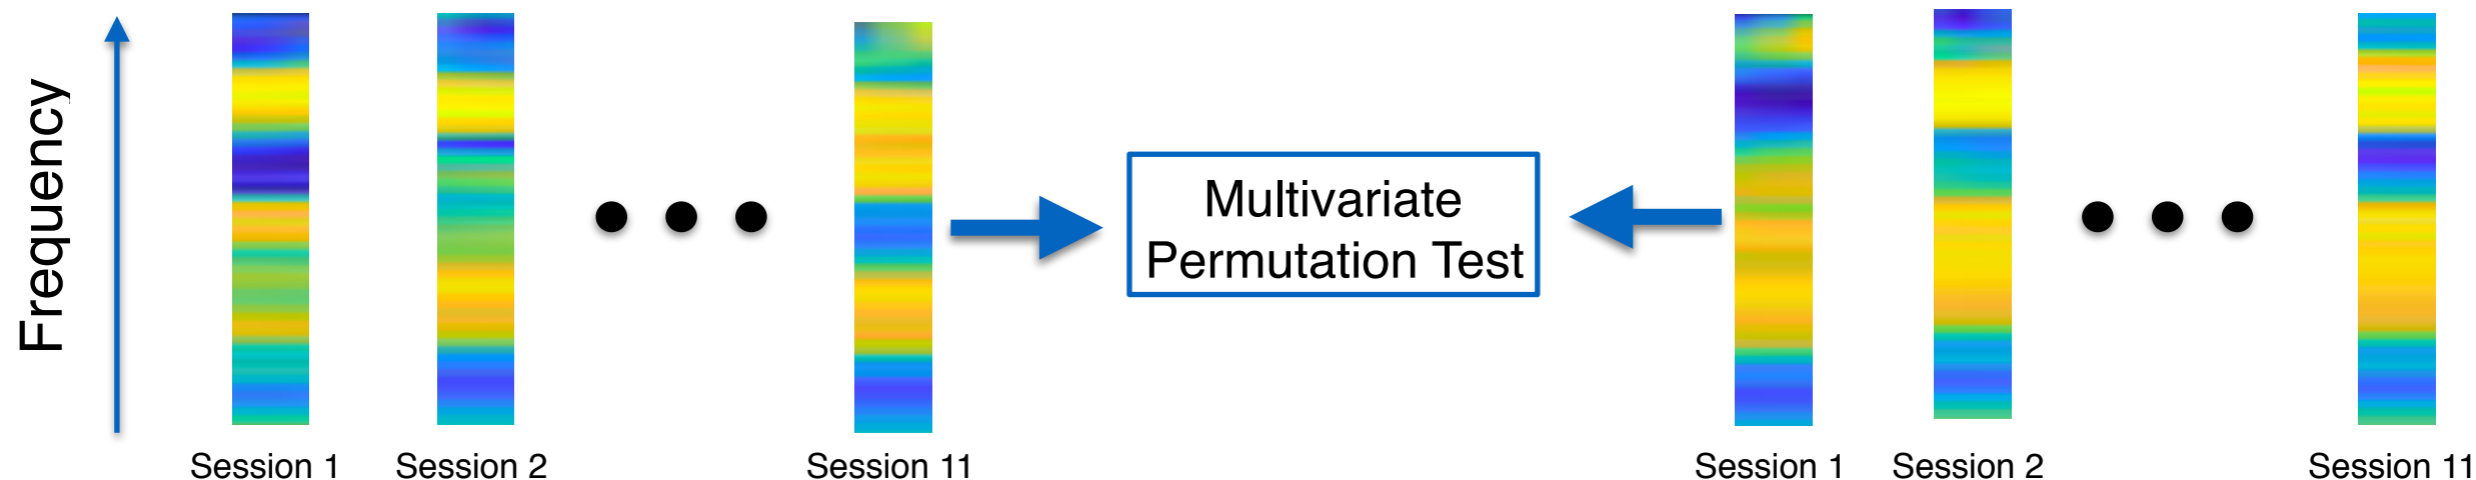 Frequency
Multivariate
Permutation Test
Session 1
Session 2
Session 11
Session 1
Session 2
Session 11